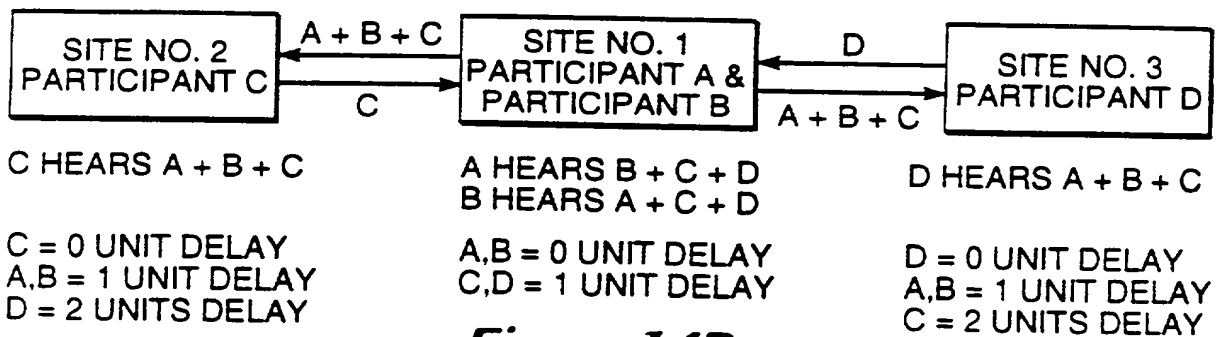 SITE NO. 2
PARTICIPANT C
A + B + C
C
SITE NO. 1
PARTICIPANT A &
PARTICIPANT B
D
A + B + C
SITE NO. 3
PARTICIPANT D
C HEARS A + B + C
C = 0 UNIT DELAY
A,B = 1 UNIT DELAY
D = 2 UNITS DELAY
A HEARS B + C + D
B HEARS A + C + D
A,B = 0 UNIT DELAY
C,D = 1 UNIT DELAY
D HEARS A + B + C
D = 0 UNIT DELAY
A,B = 1 UNIT DELAY
C = 2 UNITS DELAY